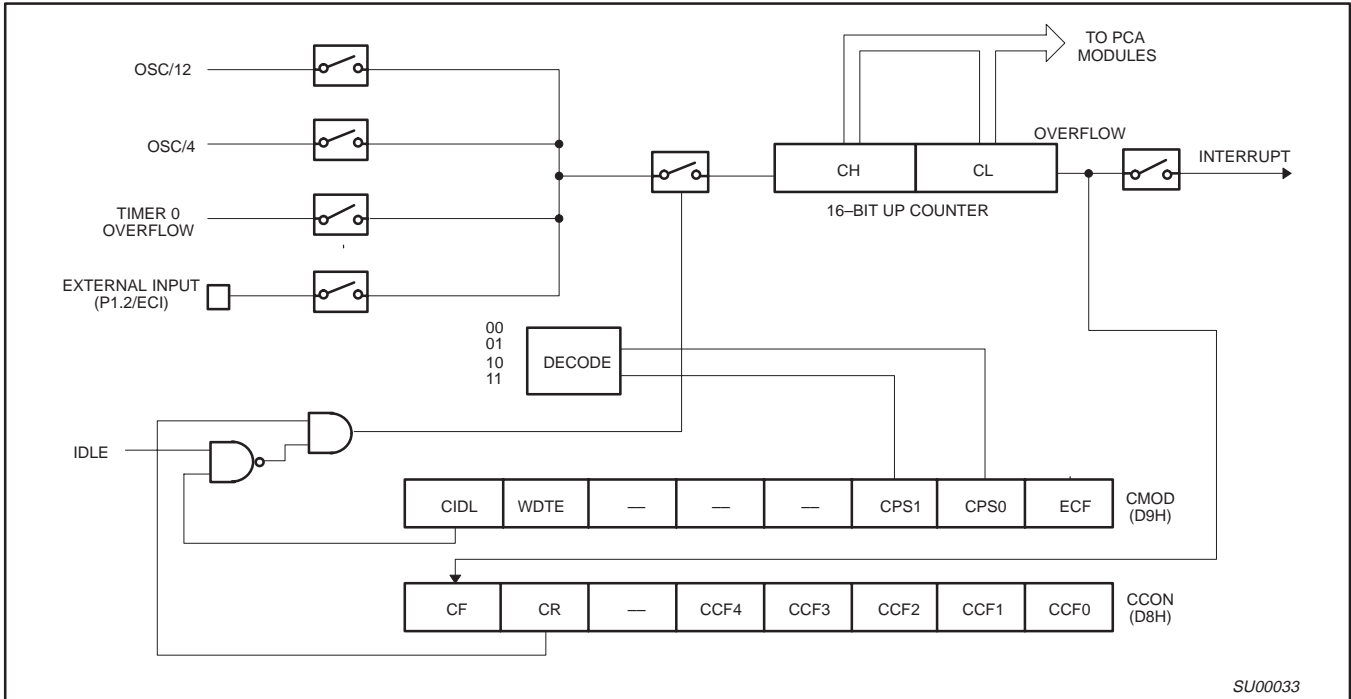 OSC/12
OSC/4
TIMER 0
OVERFLOW
EXTERNAL INPUT
(P1.2/ECI)
TO PCA
MODULES
OVERFLOW
INTERRUPT
CH CL
16–BIT UP COUNTER
00
01
10
11
DECODE
IDLE
CIDL WDTE –– –– –– CPS1 CPS0 ECF
CMOD
(D9H)
CF CR –– CCF4 CCF3 CCF2 CCF1 CCF0
CCON
(D8H)
SU00033